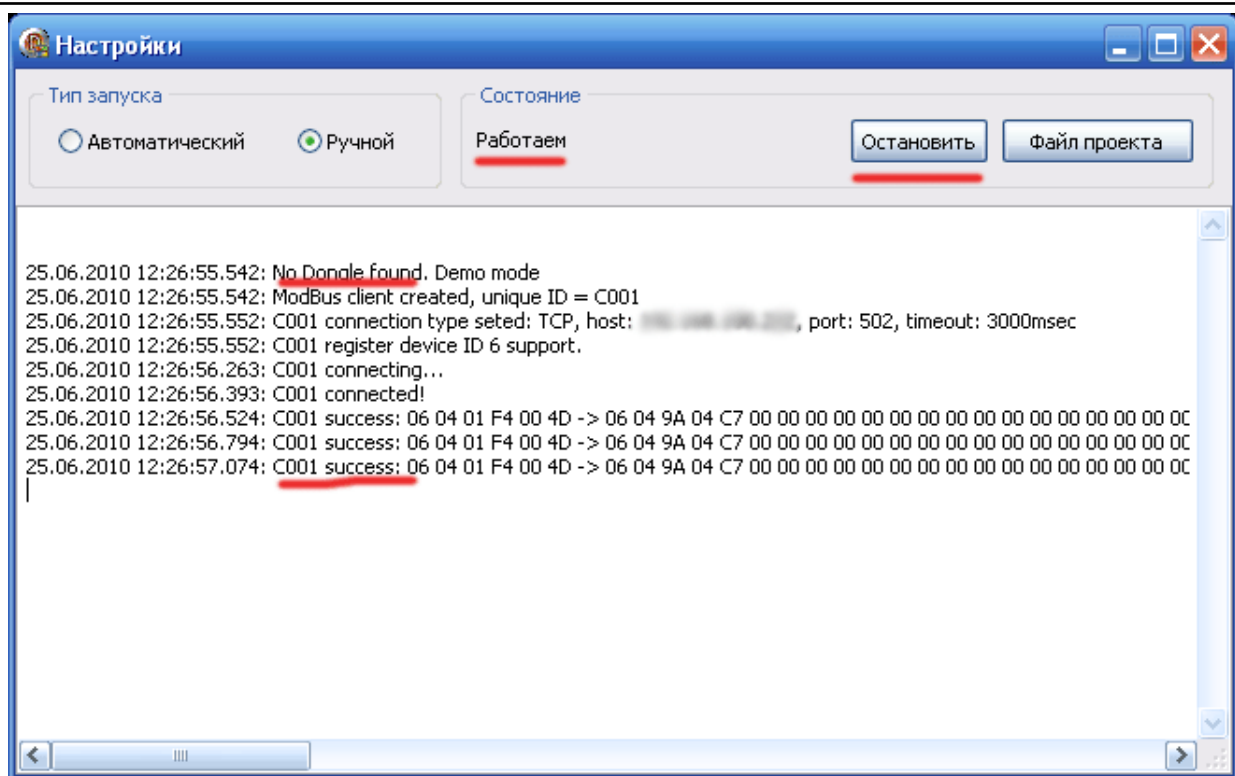 Настройки
Тип запуска
Состояние
Автоматический
Ручной
Работаем
Остановить
Файл проекта
25.06.2010 12:26:55.542: No Dongle found. Demo mode
25.06.2010 12:26:55.542: ModBus client created, unique ID = C001
25.06.2010 12:26:55.552: C001 connection type seted: TCP, host: , port: 502, timeout: 3000msec
25.06.2010 12:26:55.552: C001 register device ID 6 support.
25.06.2010 12:26:56.263: C001 connecting...
25.06.2010 12:26:56.393: C001 connected!
25.06.2010 12:26:56.524: C001 success: 06 04 01 F4 00 4D -> 06 04 9A 04 C7 00 00 00 00 00 00 00 00 00 00 00 00 00 00
25.06.2010 12:26:56.794: C001 success: 06 04 01 F4 00 4D -> 06 04 9A 04 C7 00 00 00 00 00 00 00 00 00 00 00 00 00 00
25.06.2010 12:26:57.074: C001 success: 06 04 01 F4 00 4D -> 06 04 9A 04 C7 00 00 00 00 00 00 00 00 00 00 00 00 00 00